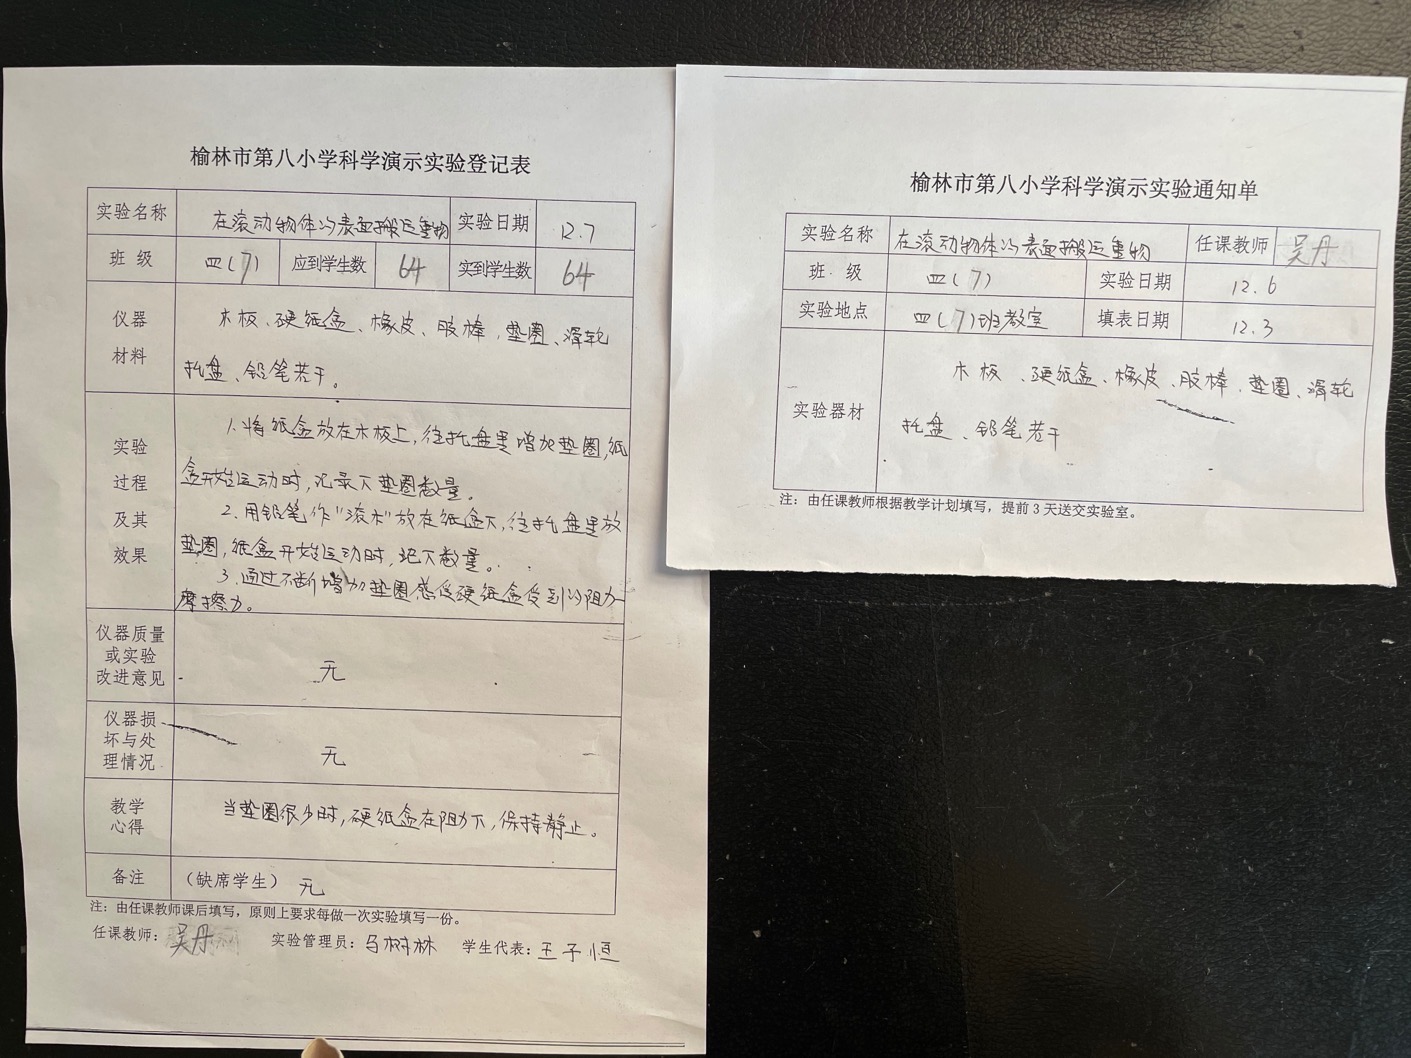 榆林市第八小学科学演示实验登记表
实验名称 在滚动物体的表面搬运重物 实验日期 12.7
班 级 四(7) 应到学生数 64 实到学生数 64
仪器
材料
木板、硬纸盒、橡皮、胶棒、垫圈、滑轮
托盘、铅笔若干。
实验
过程
及其
效果
1.将纸盒放在木板上,往托盘里增加垫圈,纸
盒开始运动时,记录下垫圈数量。
2.用铅笔作"滚木"放在纸盒下,往托盘里放
垫圈,纸盒开始运动时,记下数量。
3.通过不断增加垫圈感受硬纸盒受到的阻力
摩擦力。
仪器质量
或实验
改进意见
无
仪器损
坏与处
理情况
无
教学
心得
当垫圈很少时,硬纸盒在阻力下,保持静止。
备注 (缺席学生) 无
注：由任课教师课后填写，原则上要求每做一次实验填写一份。
任课教师：吴丹 实验管理员：马树林 学生代表：王子恒
榆林市第八小学科学演示实验通知单
实验名称 在滚动物体的表面搬运重物 任课教师 吴丹
班 级 四(7) 实验日期 12.6
实验地点 四(7)班教室 填表日期 12.3
实验器材
木板、硬纸盒、橡皮、胶棒、垫圈、滑轮
托盘、铅笔若干
注：由任课教师根据教学计划填写，提前3天送交实验室。